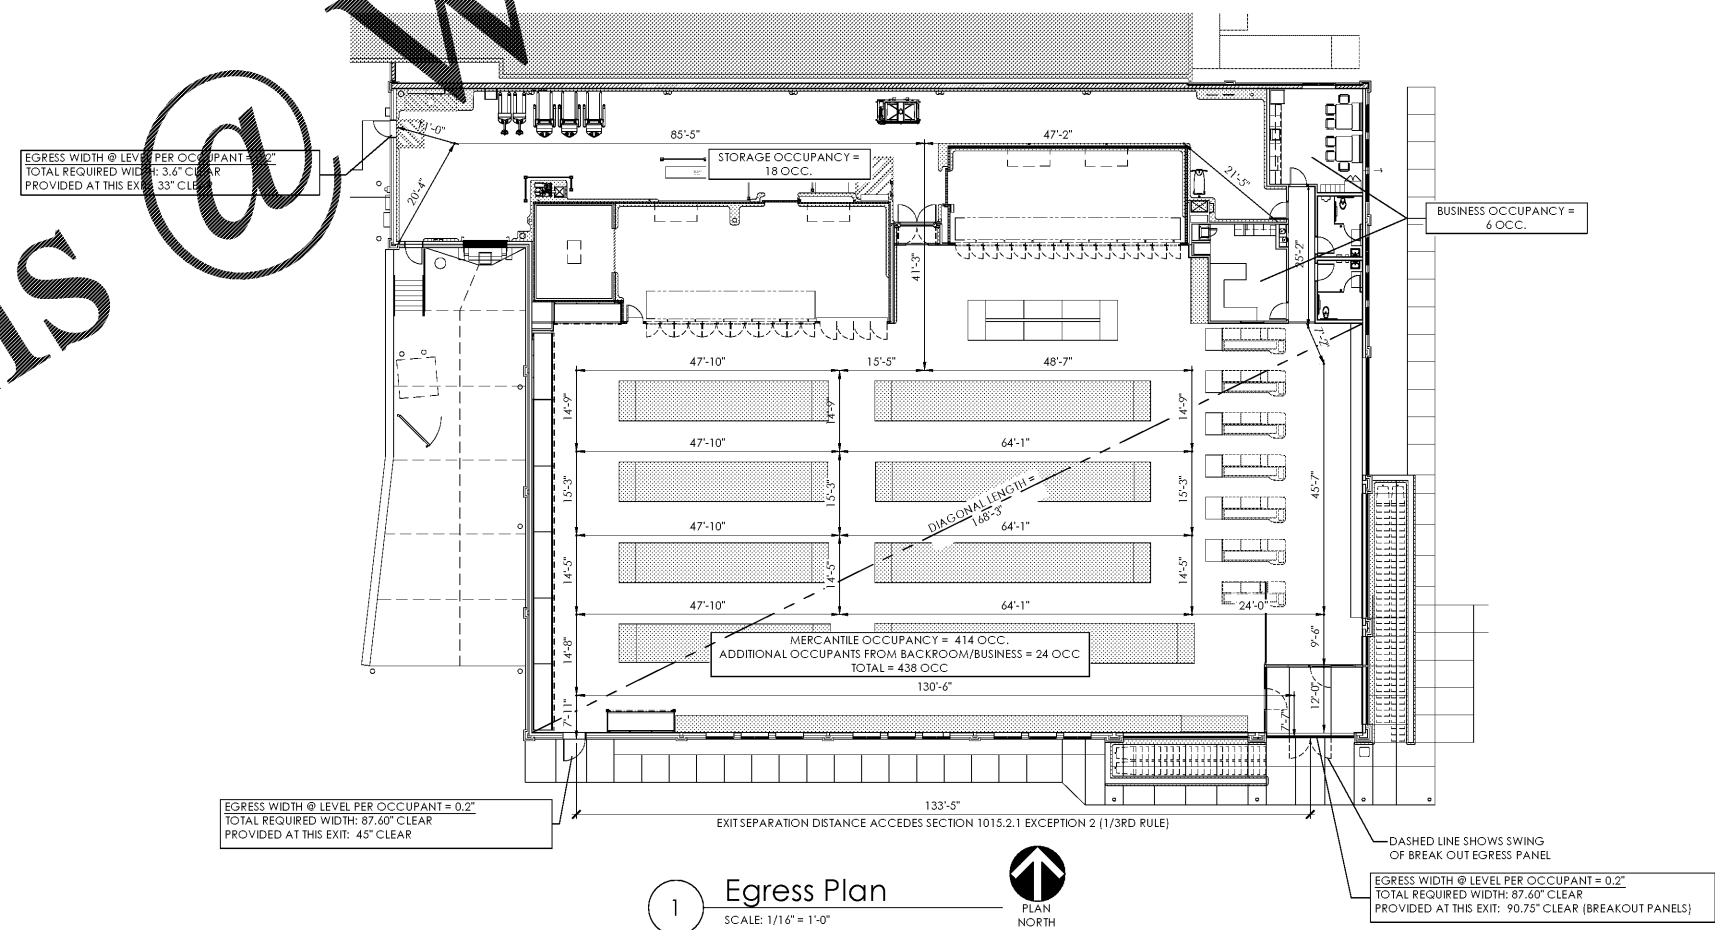 @ W
ns
11'-0"
85'-5"
47'-2"
EGRESS WIDTH @ LEVEL PER OCCUPANT = 0.2"
TOTAL REQUIRED WIDTH: 3.6" CLEAR
PROVIDED AT THIS EXIT: 33" CLEAR
STORAGE OCCUPANCY =
18 OCC.
20'-4"
21'-5"
BUSINESS OCCUPANCY =
6 OCC.
41'-3"
25'-2"
7'-2"
47'-10"
15'-5"
48'-7"
14'-9"
14'-9"
14'-9"
47'-10"
64'-1"
15'-3"
15'-3"
15'-3"
45'-7"
DIAGONAL LENGTH =
168'-3"
47'-10"
64'-1"
14'-5"
14'-5"
14'-5"
47'-10"
64'-1"
24'-0"
14'-8"
9'-6"
MERCANTILE OCCUPANCY = 414 OCC.
ADDITIONAL OCCUPANTS FROM BACKROOM/BUSINESS = 24 OCC
TOTAL = 438 OCC
130'-6"
7'-11"
7'-7"
12'-0"
EGRESS WIDTH @ LEVEL PER OCCUPANT = 0.2"
TOTAL REQUIRED WIDTH: 87.60" CLEAR
PROVIDED AT THIS EXIT: 45" CLEAR
133'-5"
EXIT SEPARATION DISTANCE ACCEDES SECTION 1015.2.1 EXCEPTION 2 (1/3RD RULE)
DASHED LINE SHOWS SWING
OF BREAK OUT EGRESS PANEL
EGRESS WIDTH @ LEVEL PER OCCUPANT = 0.2"
TOTAL REQUIRED WIDTH: 87.60" CLEAR
PROVIDED AT THIS EXIT: 90.75" CLEAR (BREAKOUT PANELS)
1
Egress Plan
SCALE: 1/16" = 1'-0"
PLAN
NORTH